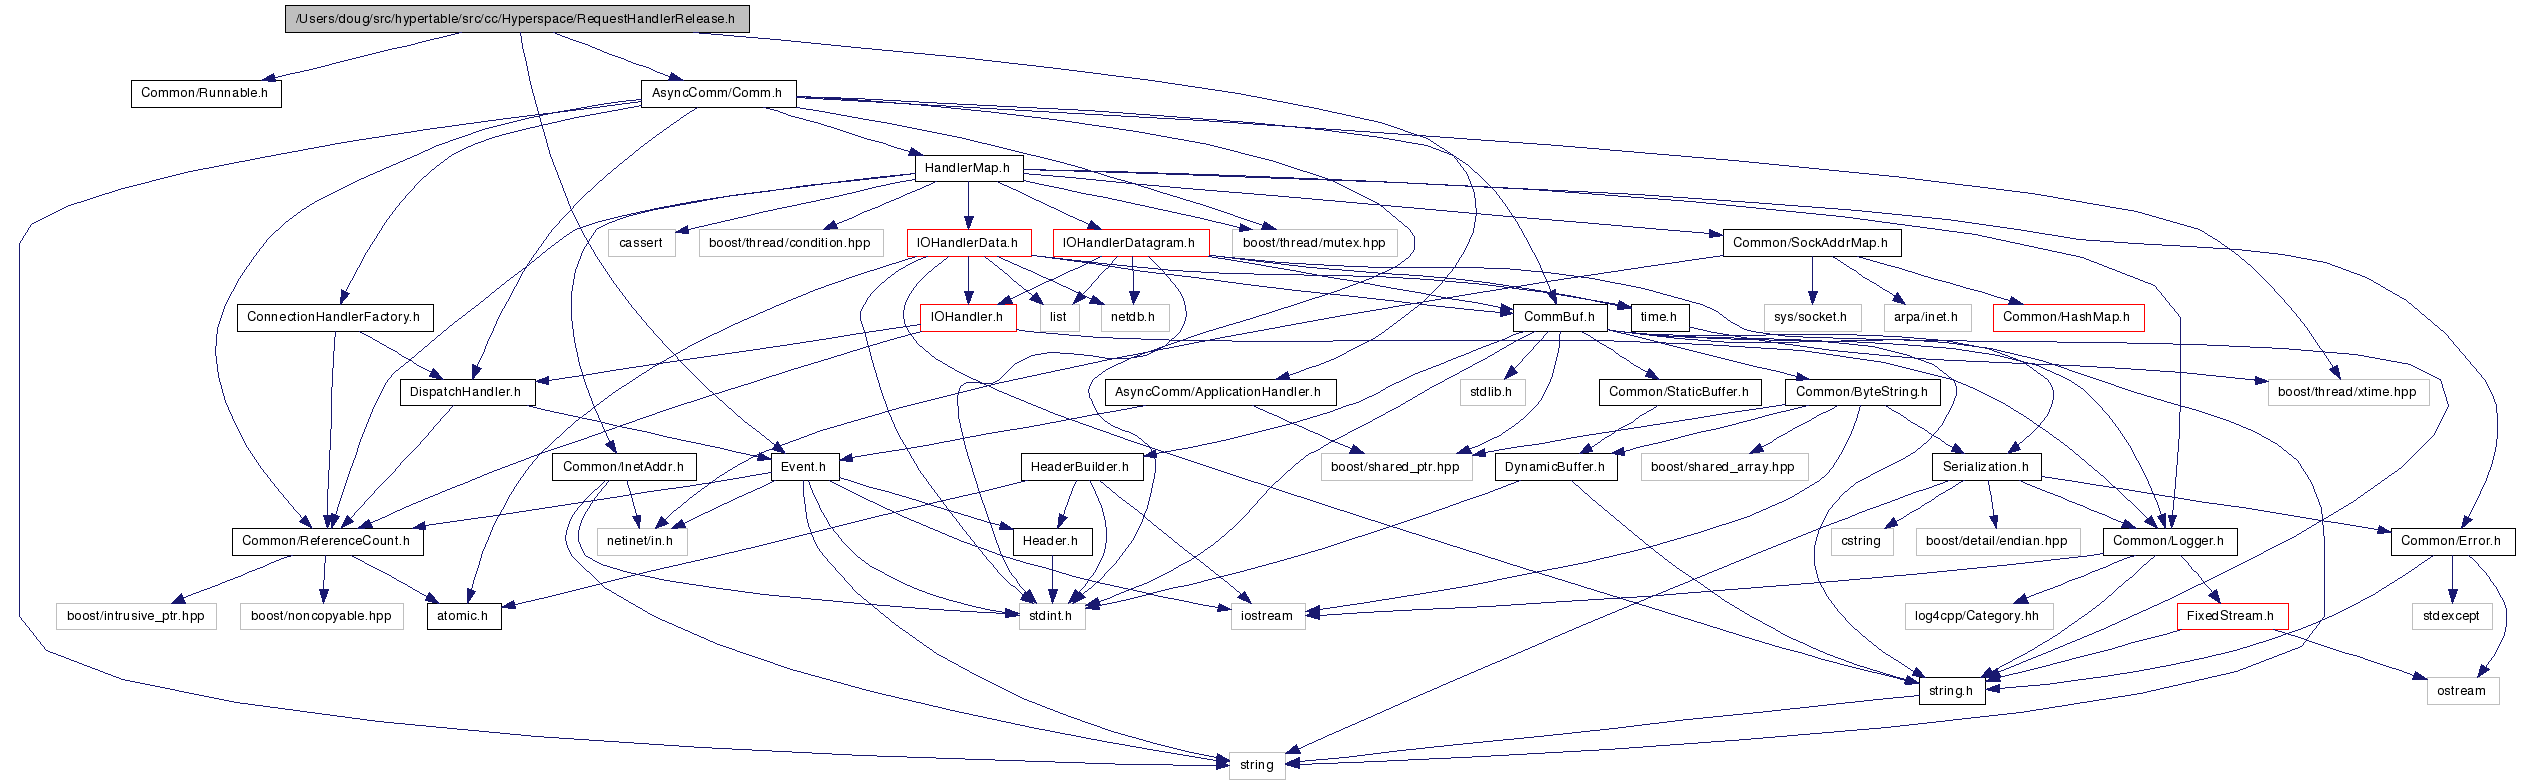 /Users/doug/src/hypertable/src/cc/Hyperspace/RequestHandlerRelease.h
Common/Runnable.h
AsyncComm/Comm.h
HandlerMap.h
cassert
boost/thread/condition.hpp
IOHandlerData.h
IOHandlerDatagram.h
boost/thread/mutex.hpp
Common/SockAddrMap.h
ConnectionHandlerFactory.h
IOHandler.h
list
netdb.h
CommBuf.h
time.h
sys/socket.h
arpa/inet.h
Common/HashMap.h
DispatchHandler.h
AsyncComm/ApplicationHandler.h
stdlib.h
Common/StaticBuffer.h
Common/ByteString.h
boost/thread/xtime.hpp
Common/InetAddr.h
Event.h
HeaderBuilder.h
boost/shared_ptr.hpp
DynamicBuffer.h
boost/shared_array.hpp
Serialization.h
Common/ReferenceCount.h
netinet/in.h
Header.h
cstring
boost/detail/endian.hpp
Common/Logger.h
Common/Error.h
boost/intrusive_ptr.hpp
boost/noncopyable.hpp
atomic.h
stdint.h
iostream
log4cpp/Category.hh
FixedStream.h
stdexcept
string.h
ostream
string